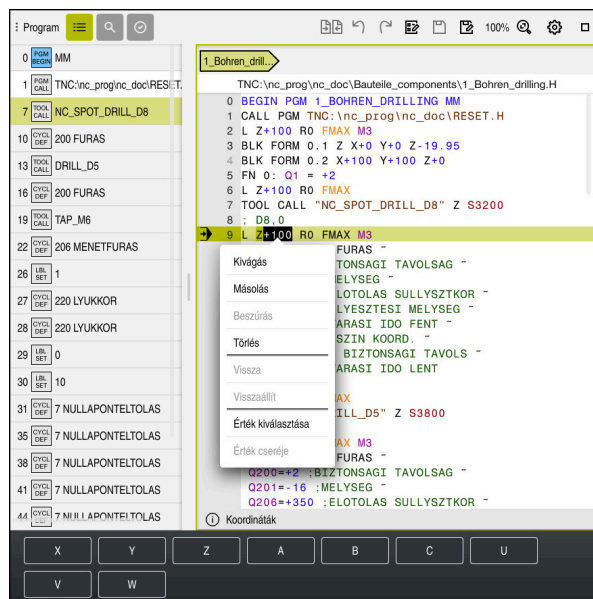 Program
100%
0 PGM BEGIN MM
1 PGM CALL TNC:\nc_prog\nc_doc\RESET.
7 TOOL CALL NC_SPOT_DRILL_D8
10 CYCL DEF 200 FURAS
13 TOOL CALL DRILL_D5
16 CYCL DEF 200 FURAS
19 TOOL CALL TAP_M6
22 CYCL DEF 206 MENETFURAS
26 LBL SET 1
27 CYCL DEF 220 LYUKKOR
28 CYCL DEF 220 LYUKKOR
29 LBL SET 0
30 LBL SET 10
31 CYCL DEF 7 NULLAPONTELTOLAS
35 CYCL DEF 7 NULLAPONTELTOLAS
38 CYCL DEF 7 NULLAPONTELTOLAS
41 CYCL DEF 7 NULLAPONTELTOLAS
44 CYCL 7 NULLAPONTELTOLAS
1_Bohren_drill...
TNC:\nc_prog\nc_doc\Bauteile_components\1_Bohren_drilling.H
0 BEGIN PGM 1_BOHREN_DRILLING MM
1 CALL PGM TNC:\nc_prog\nc_doc\RESET.H
2 L Z+100 R0 FMAX M3
3 BLK FORM 0.1 Z X+0 Y+0 Z-19.95
4 BLK FORM 0.2 X+100 Y+100 Z+0
5 FN 0: Q1 = +2
6 L Z+100 R0 FMAX
7 TOOL CALL "NC_SPOT_DRILL_D8" Z S3200
8 ; D8,0
9 L Z+100 R0 FMAX M3
FURAS ~
TONSAGI TAVOLSAG ~
ELYSEG ~
LOTOLAS SULLYSZTKOR ~
LYESZTESI MELYSEG ~
ARASI IDO FENT ~
SZIN KOORD. ~
BIZTONSAGI TAVOLS ~
ARASI IDO LENT
AX
ILL_D5" Z S3800
AX M3
FURAS ~
Q200=+2 ;BIZTONSAGI TAVOLSAG ~
Q201=-16 ;MELYSEG ~
Q206=+350 ;ELOTOLAS SULLYSZTKOR ~
Kivágás
Másolás
Beszúrás
Törlés
Vissza
Visszaállít
Érték kiválasztása
Érték cseréje
Koordináták
X Y Z A B C U
V W